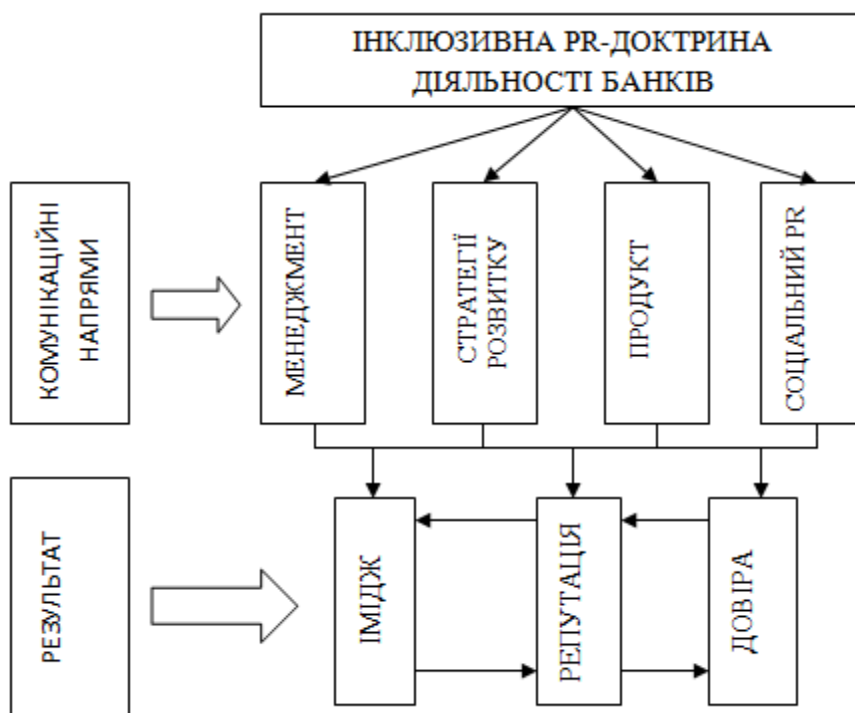 ІНКЛЮЗИВНА PR-ДОКТРИНА
ДІЯЛЬНОСТІ БАНКІВ
КОМУНІКАЦІЙНІ
НАПРЯМИ
МЕНЕДЖМЕНТ
СТРАТЕГІЇ
РОЗВИТКУ
ПРОДУКТ
СОЦІАЛЬНИЙ PR
РЕЗУЛЬТАТ
ІМІДЖ
РЕПУТАЦІЯ
ДОВІРА